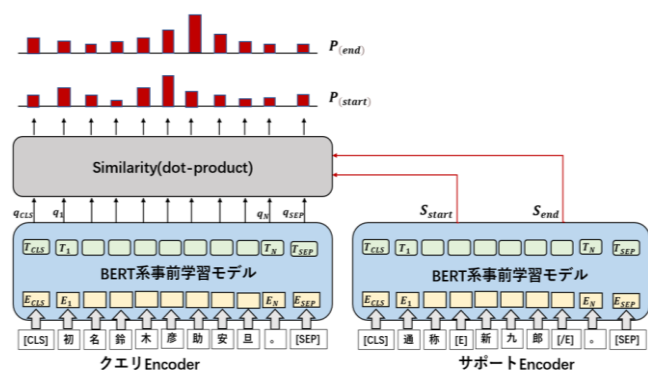 P(end)
P(start)
Similarity(dot-product)
qCLS q1 qN qSEP Sstart Send
TCLS T1 TN TSEP TCLS T1 TN TSEP
BERT系事前学習モデル BERT系事前学習モデル
ECLS E1 EN ESEP ECLS E1 EN ESEP
[CLS] 初 名 鈴 木 彦 助 安 旦 。 [SEP] [CLS] 通 称 [E] 新 九 郎 [/E] 。 [SEP]
クエリEncoder サポートEncoder